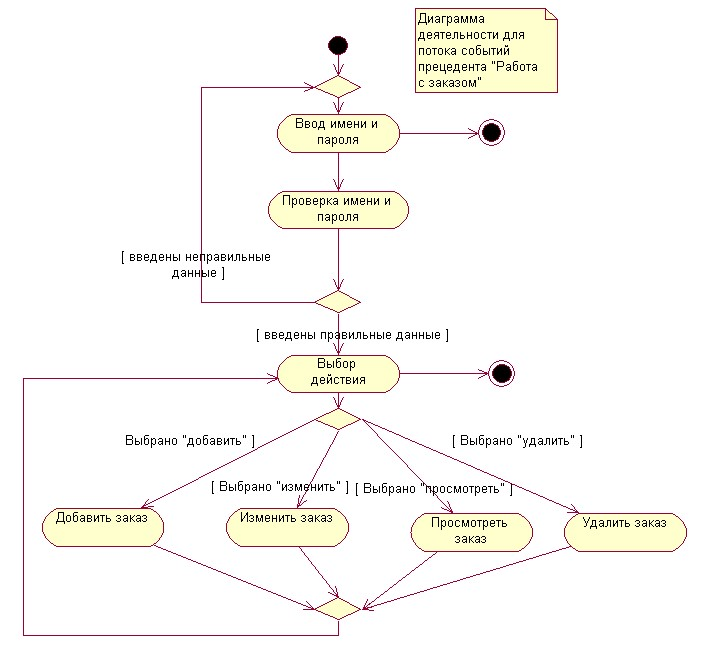 Диаграмма
деятельности для
потока событий
прецедента "Работа
с заказом"
Ввод имени и
пароля
Проверка имени и
пароля
[ введены неправильные
данные ]
[ введены правильные данные ]
Выбор
действия
Выбрано "добавить" ]
[ Выбрано "удалить" ]
[ Выбрано "изменить" ]
[ Выбрано "просмотреть" ]
Добавить заказ
Изменить заказ
Просмотреть
заказ
Удалить заказ